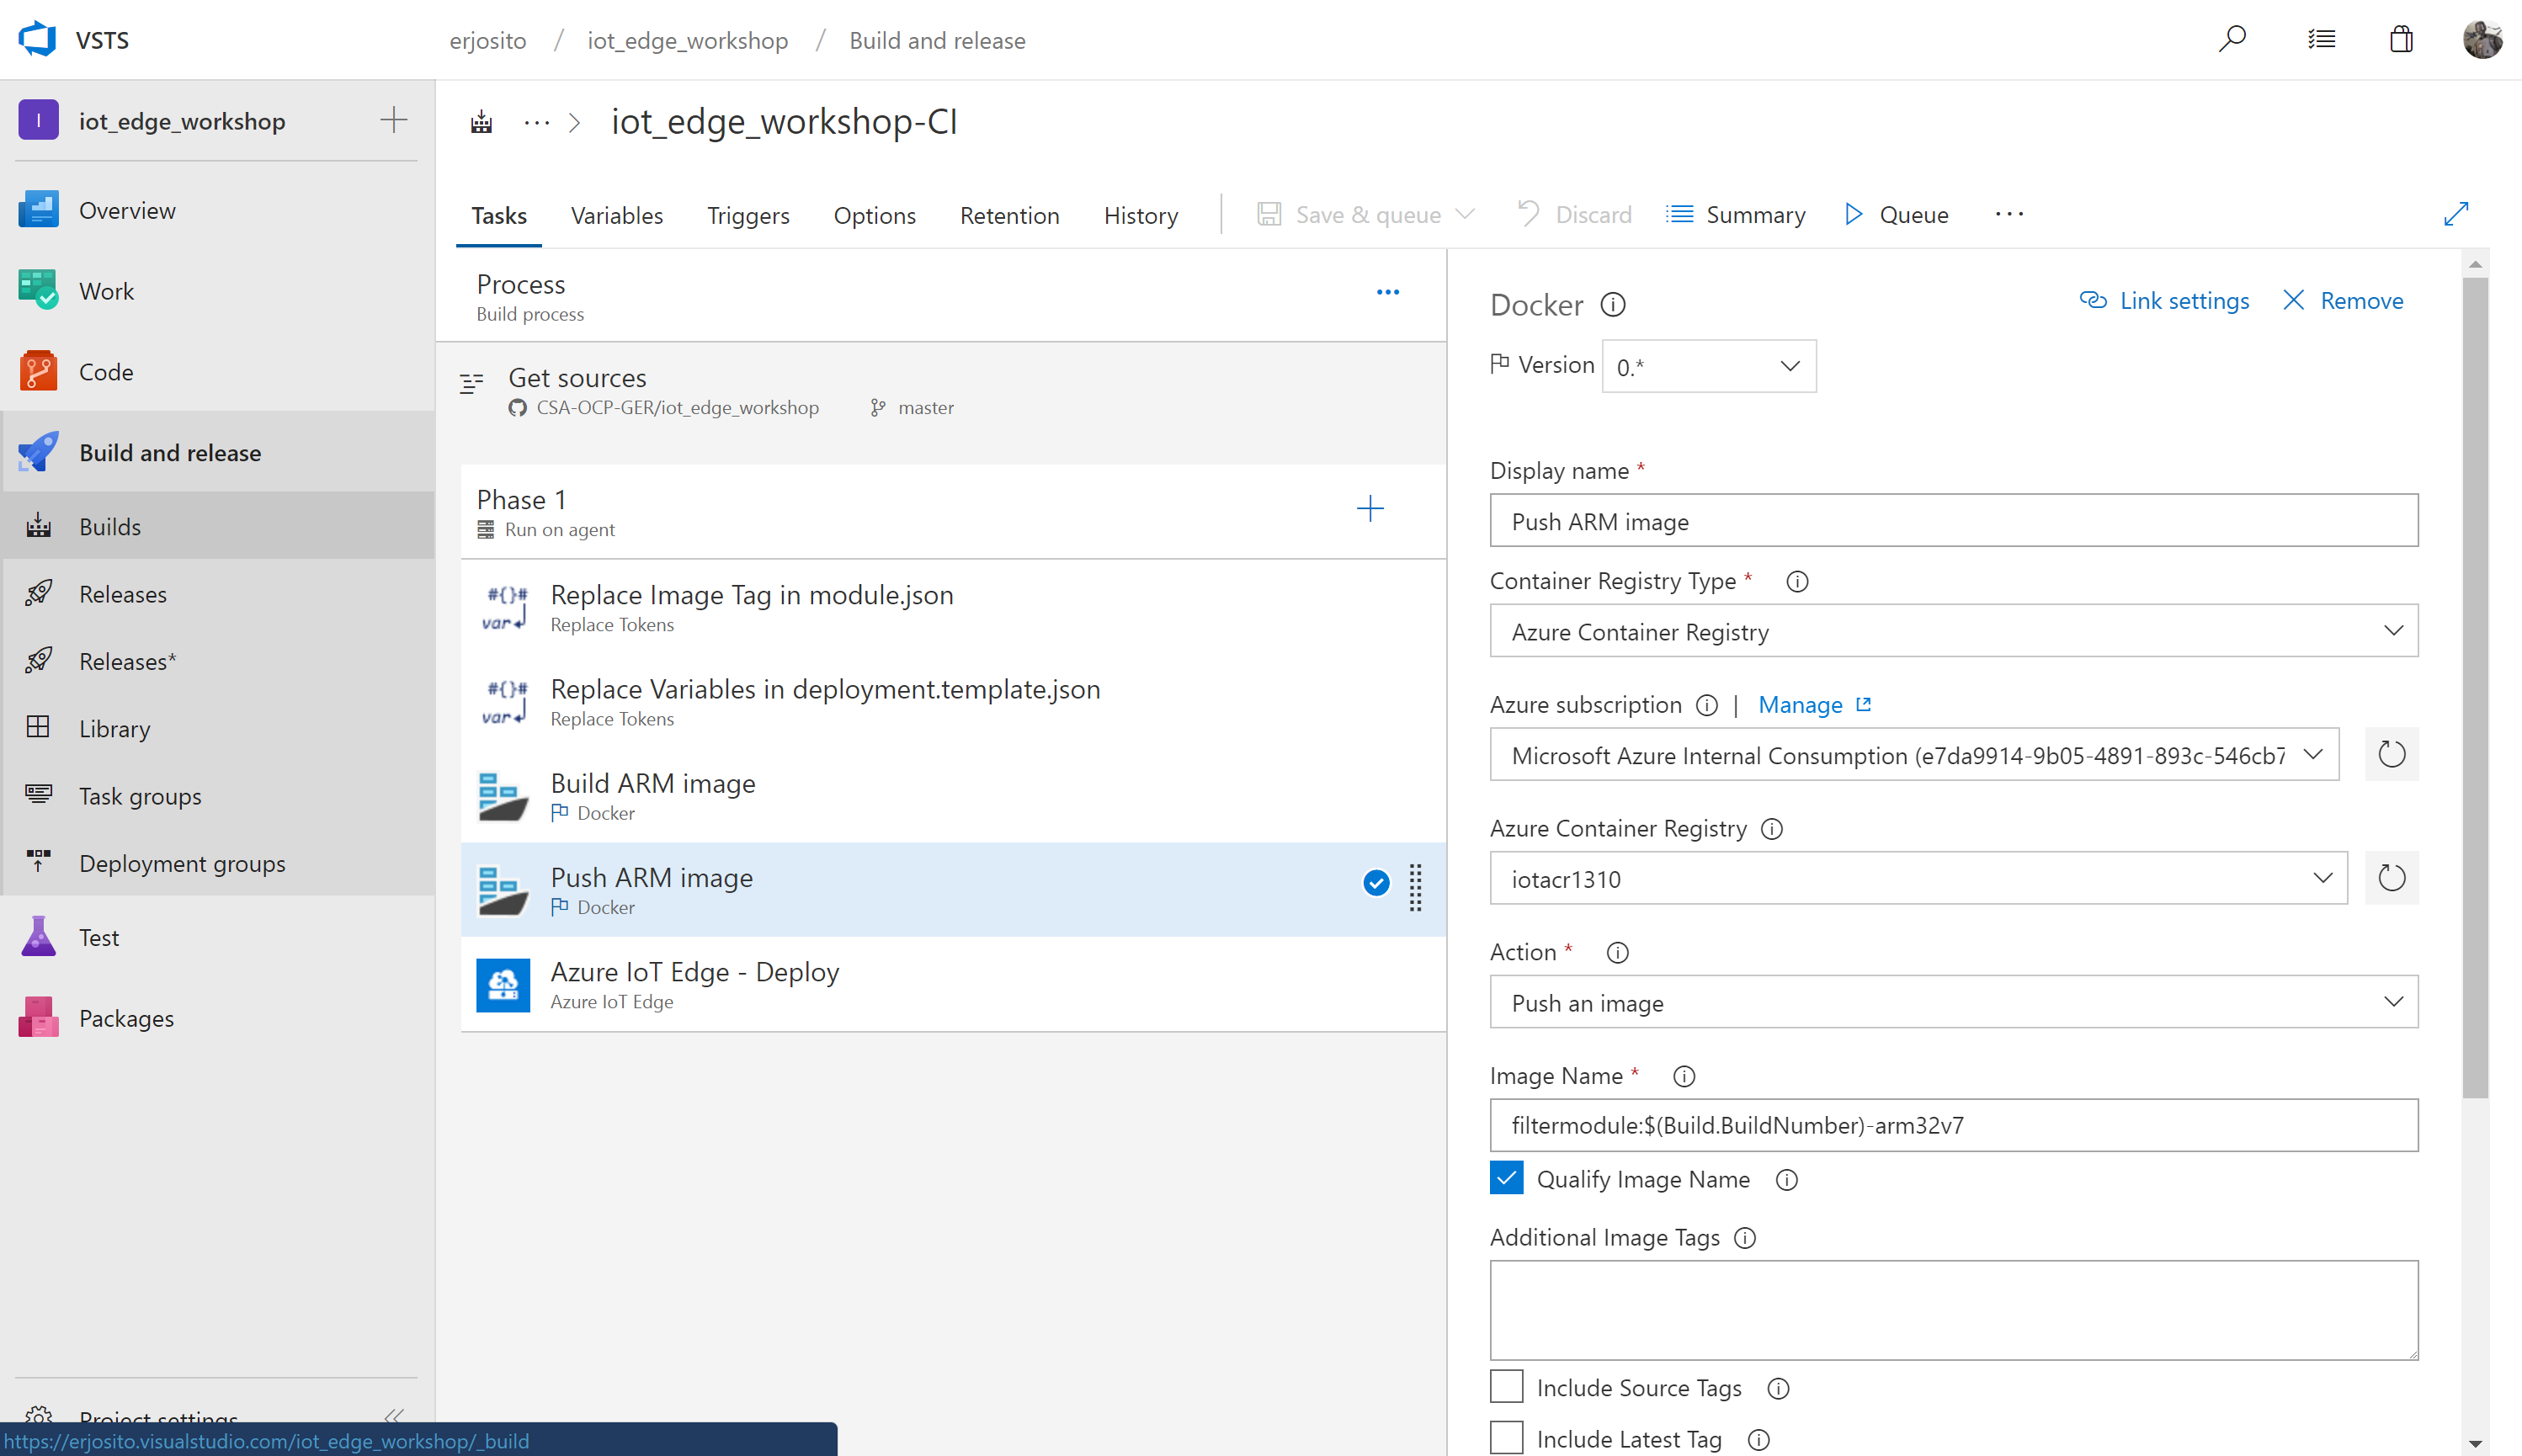 VSTS
erjosito / iot_edge_workshop / Build and release
I iot_edge_workshop
Overview
Work
Code
Build and release
Builds
Releases
Releases*
Library
Task groups
Deployment groups
Test
Packages
Project settings
https://erjosito.visualstudio.com/iot_edge_workshop/_build
... > iot_edge_workshop-CI
Tasks Variables Triggers Options Retention History Save & queue Discard Summary Queue ...
Process
Build process
Get sources
CSA-OCP-GER/iot_edge_workshop master
Phase 1
Run on agent
#{}#
var
Replace Image Tag in module.json
Replace Tokens
#{}#
var
Replace Variables in deployment.template.json
Replace Tokens
Build ARM image
Docker
Push ARM image
Docker
Azure IoT Edge - Deploy
Azure IoT Edge
Docker
Link settings Remove
Version 0.*
Display name *
Push ARM image
Container Registry Type *
Azure Container Registry
Azure subscription | Manage
Microsoft Azure Internal Consumption (e7da9914-9b05-4891-893c-546cb7
Azure Container Registry
iotacr1310
Action *
Push an image
Image Name *
filtermodule:$(Build.BuildNumber)-arm32v7
Qualify Image Name
Additional Image Tags
Include Source Tags
Include Latest Tag